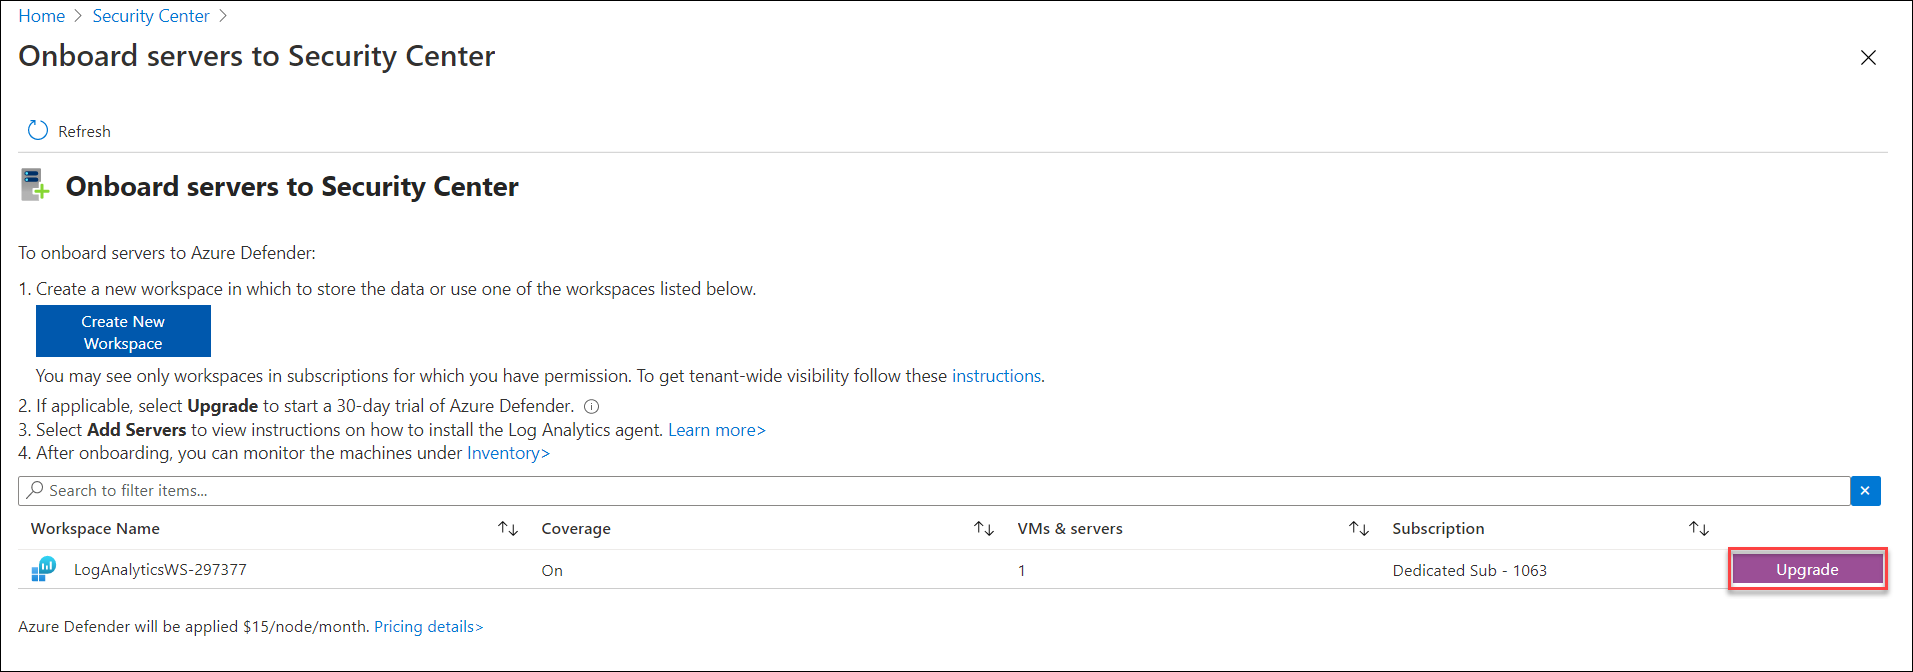 Home > Security Center >
Onboard servers to Security Center
Refresh
Onboard servers to Security Center
To onboard servers to Azure Defender:
1. Create a new workspace in which to store the data or use one of the workspaces listed below.
Create New
Workspace
You may see only workspaces in subscriptions for which you have permission. To get tenant-wide visibility follow these instructions.
2. If applicable, select Upgrade to start a 30-day trial of Azure Defender.
3. Select Add Servers to view instructions on how to install the Log Analytics agent. Learn more>
4. After onboarding, you can monitor the machines under Inventory>
Search to filter items...
Workspace Name Coverage VMs & servers Subscription
LogAnalyticsWS-297377 On 1 Dedicated Sub - 1063 Upgrade
Azure Defender will be applied $15/node/month. Pricing details>